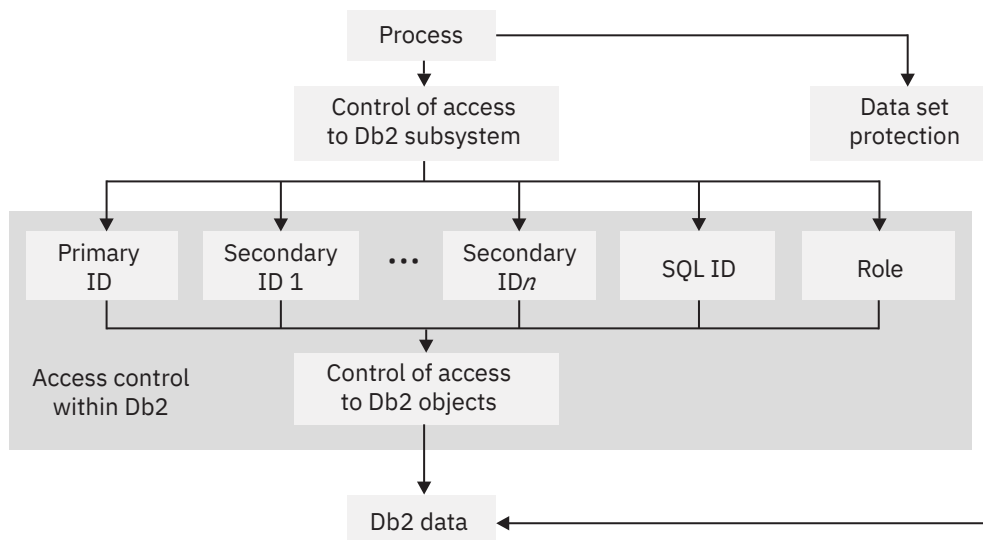 Process
Control of access
to Db2 subsystem
Data set
protection
Primary
ID
Secondary
ID 1
...
Secondary
IDn
SQL ID
Role
Access control
within Db2
Control of access
to Db2 objects
Db2 data